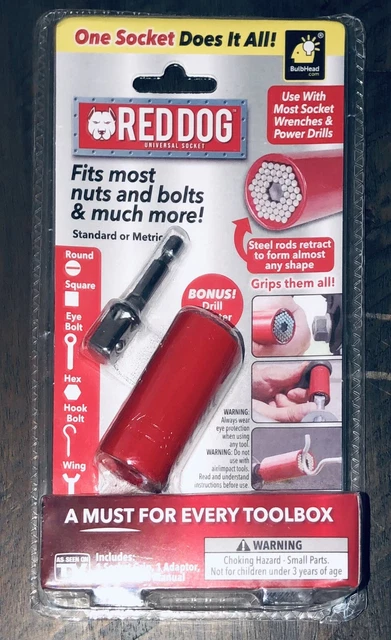 One Socket Does It All!
BulbHead
.com
RED DOG
UNIVERSAL SOCKET
Use With
Most Socket
Wrenches &
Power Drills
Fits most
nuts and bolts
& much more!
Standard or Metric
Steel rods retract
to form almost
any shape
Grips them all!
Round
Square
Eye
Bolt
Hex
Hook
Bolt
Wing
BONUS!
Drill
WARNING:
Always wear
eye protection
when using
any tool.
WARNING: Do not
use with
air/impact tools.
Read and understand
instructions before use.
A MUST FOR EVERY TOOLBOX
AS SEEN ON
Includes:
Adaptor,
WARNING
Choking Hazard - Small Parts.
Not for children under 3 years of age